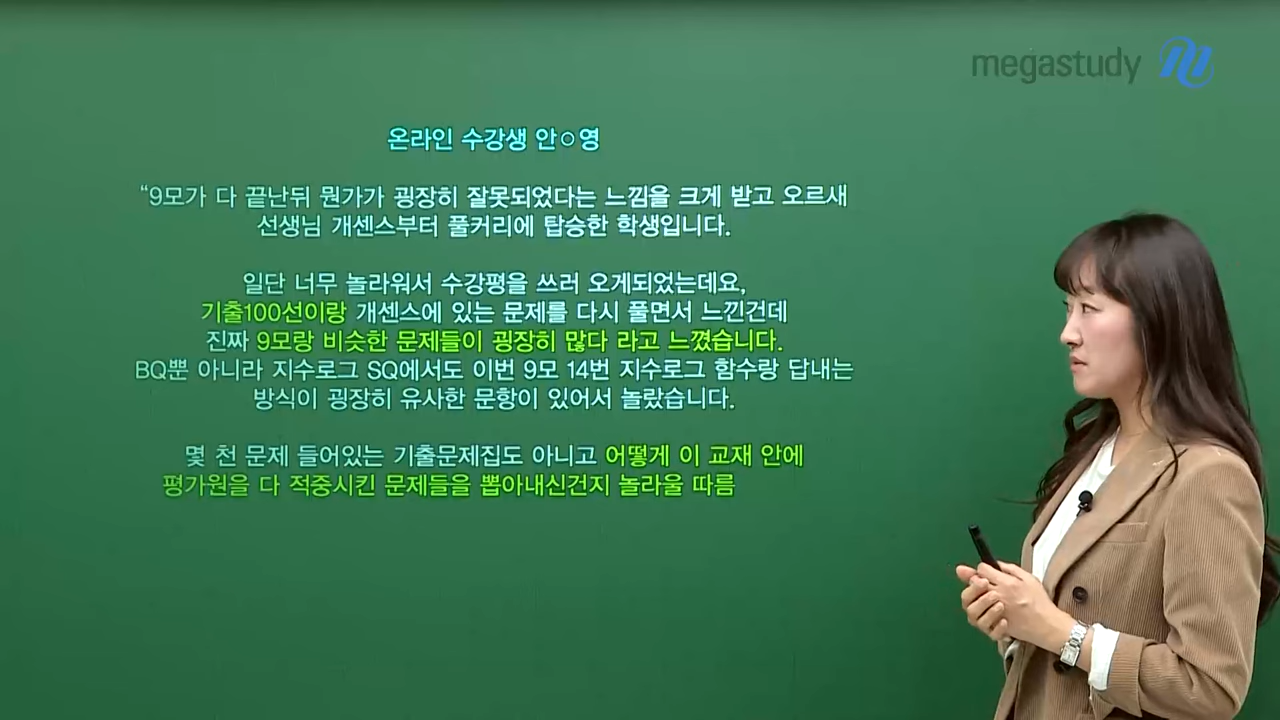 megastudy
온라인 수강생 안○영
“9모가 다 끝난뒤 뭔가가 굉장히 잘못되었다는 느낌을 크게 받고 오르새
선생님 개센스부터 풀커리에 탑승한 학생입니다.
일단 너무 놀라워서 수강평을 쓰러 오게되었는데요,
기출100선이랑 개센스에 있는 문제를 다시 풀면서 느낀건데
진짜 9모랑 비슷한 문제들이 굉장히 많다 라고 느꼈습니다.
BQ뿐 아니라 지수로그 SQ에서도 이번 9모 14번 지수로그 함수랑 답내는
방식이 굉장히 유사한 문항이 있어서 놀랐습니다.
몇 천 문제 들어있는 기출문제집도 아니고 어떻게 이 교재 안에
평가원을 다 적중시킨 문제들을 뽑아내신건지 놀라울 따름